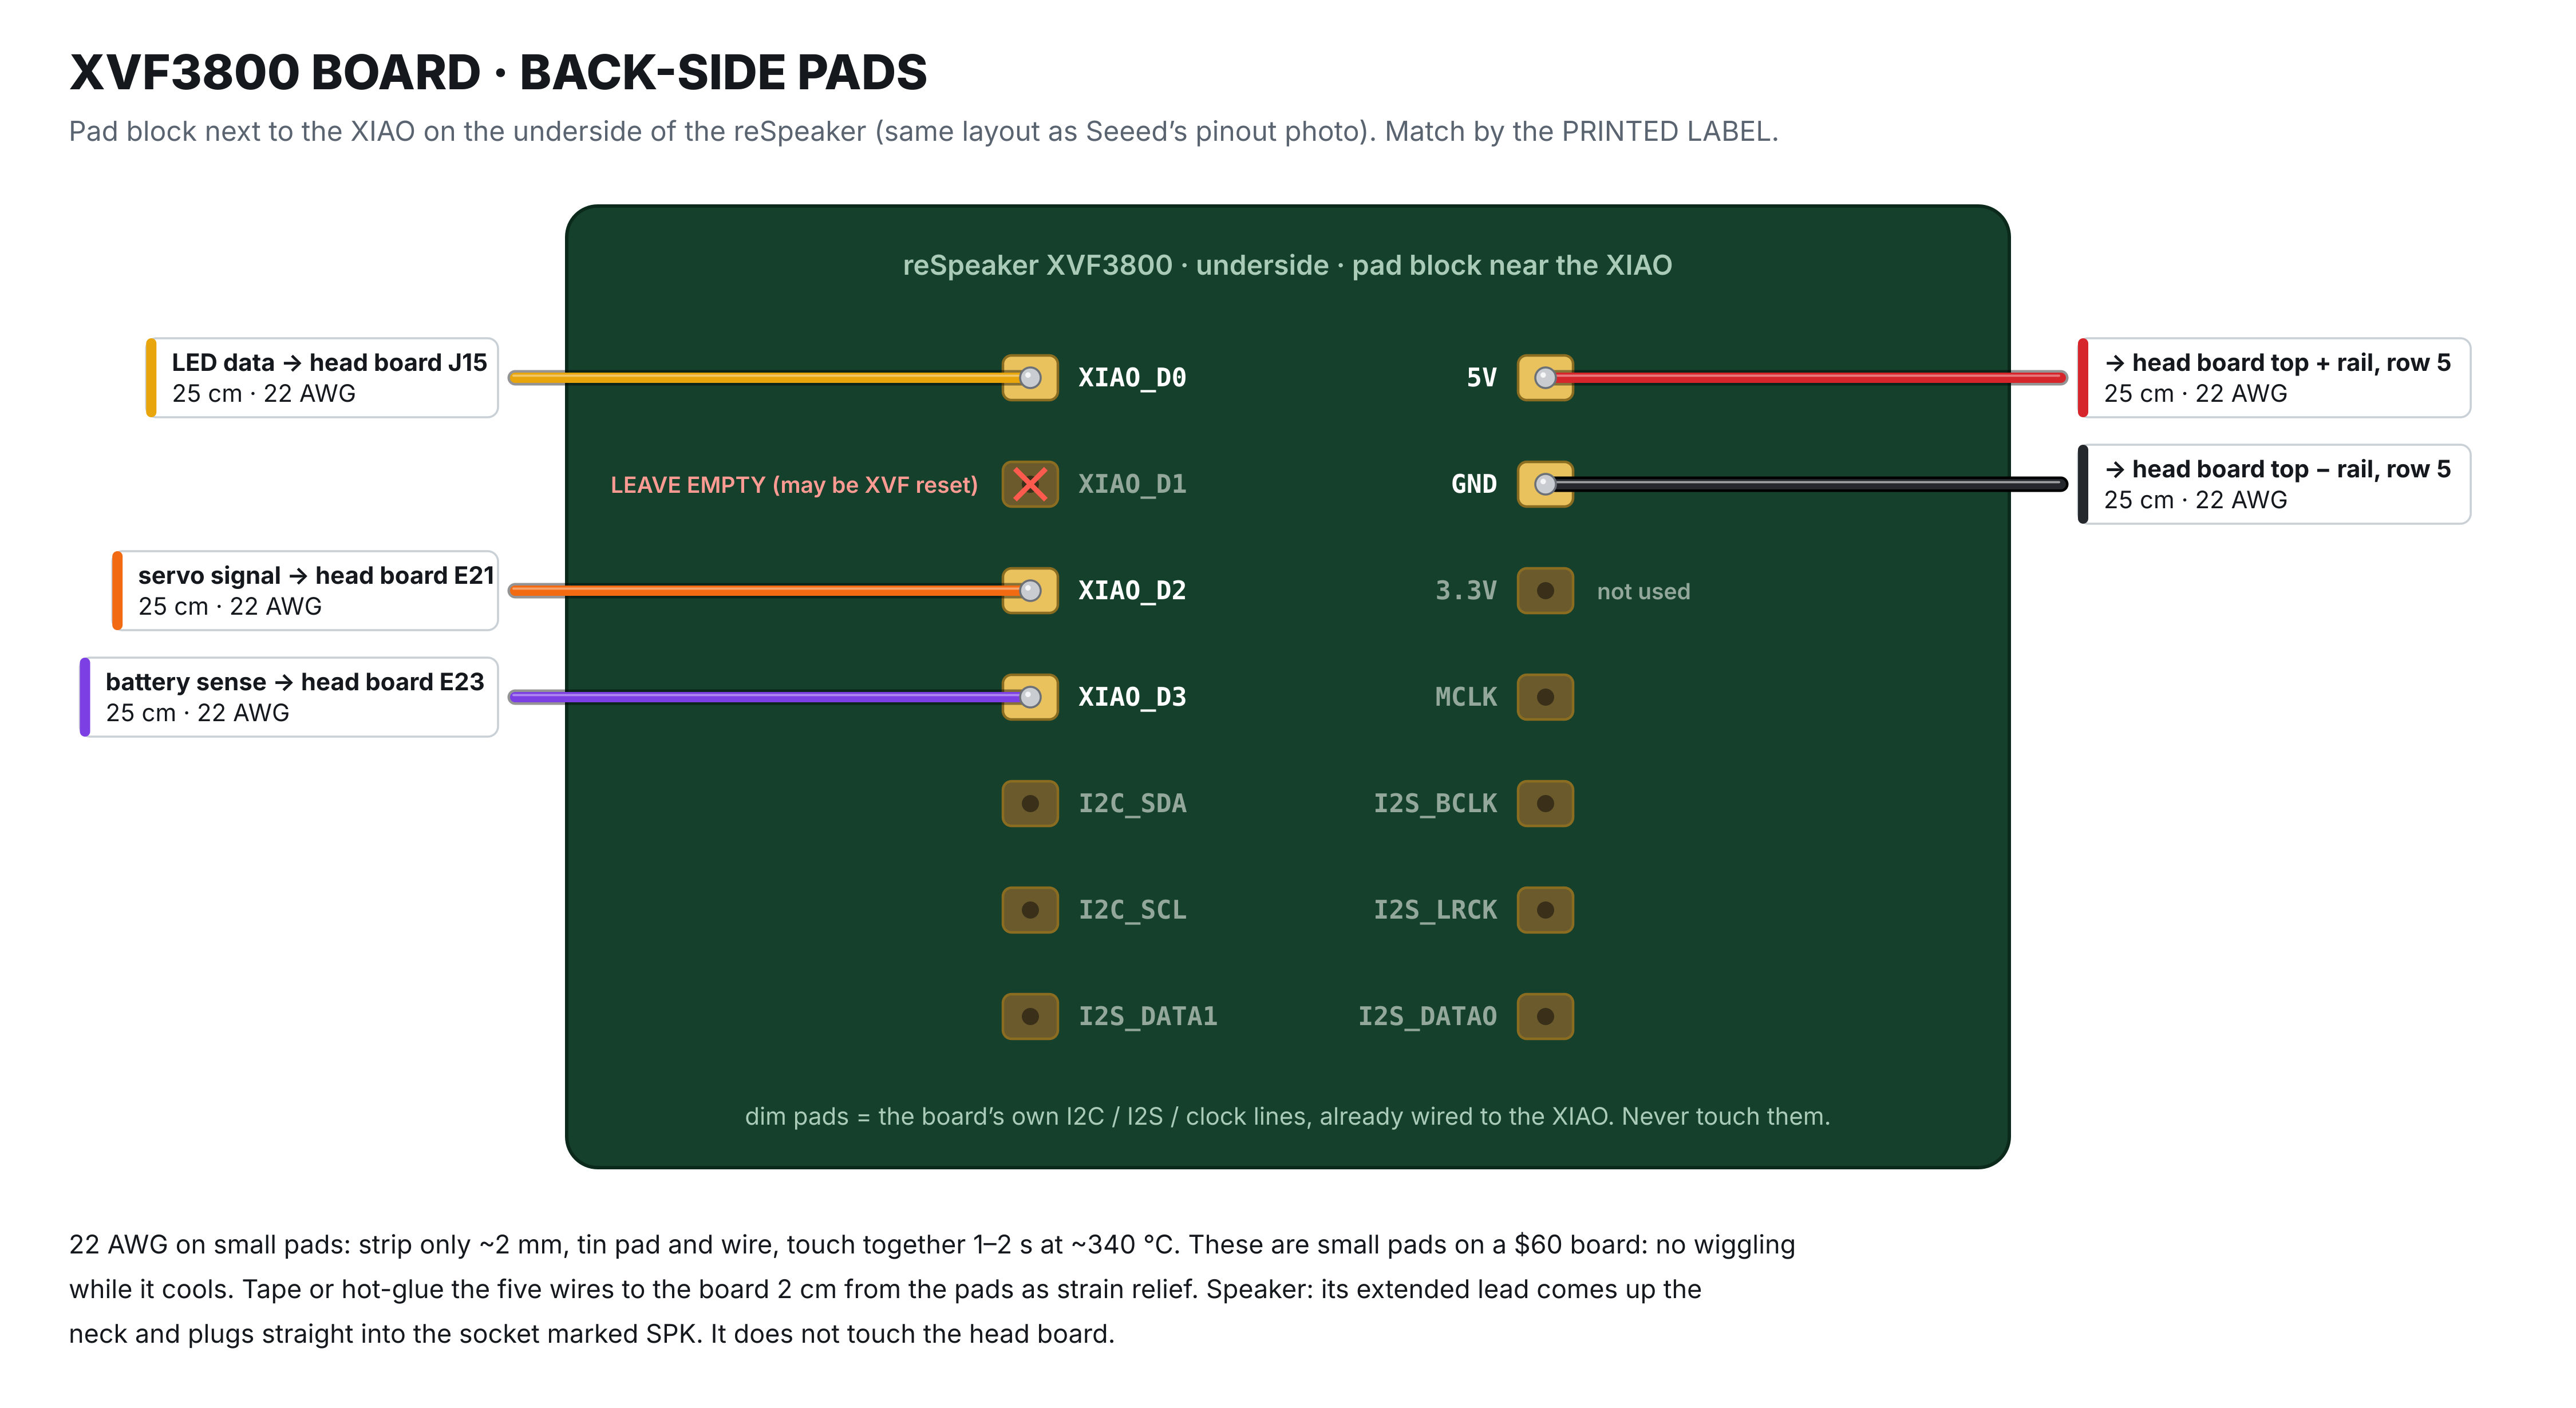 XVF3800 BOARD · BACK-SIDE PADS
Pad block next to the XIAO on the underside of the reSpeaker (same layout as Seeed’s pinout photo). Match by the PRINTED LABEL.
reSpeaker XVF3800 · underside · pad block near the XIAO
LED data → head board J15
25 cm · 22 AWG
XIAO_D0
5V
→ head board top + rail, row 5
25 cm · 22 AWG
LEAVE EMPTY (may be XVF reset)
XIAO_D1
GND
→ head board top – rail, row 5
25 cm · 22 AWG
servo signal → head board E21
25 cm · 22 AWG
XIAO_D2
3.3V
not used
battery sense → head board E23
25 cm · 22 AWG
XIAO_D3
MCLK
I2C_SDA
I2S_BCLK
I2C_SCL
I2S_LRCK
I2S_DATA1
I2S_DATAO
dim pads = the board’s own I2C / I2S / clock lines, already wired to the XIAO. Never touch them.
22 AWG on small pads: strip only ~2 mm, tin pad and wire, touch together 1–2 s at ~340 °C. These are small pads on a $60 board: no wiggling
while it cools. Tape or hot-glue the five wires to the board 2 cm from the pads as strain relief. Speaker: its extended lead comes up the
neck and plugs straight into the socket marked SPK. It does not touch the head board.